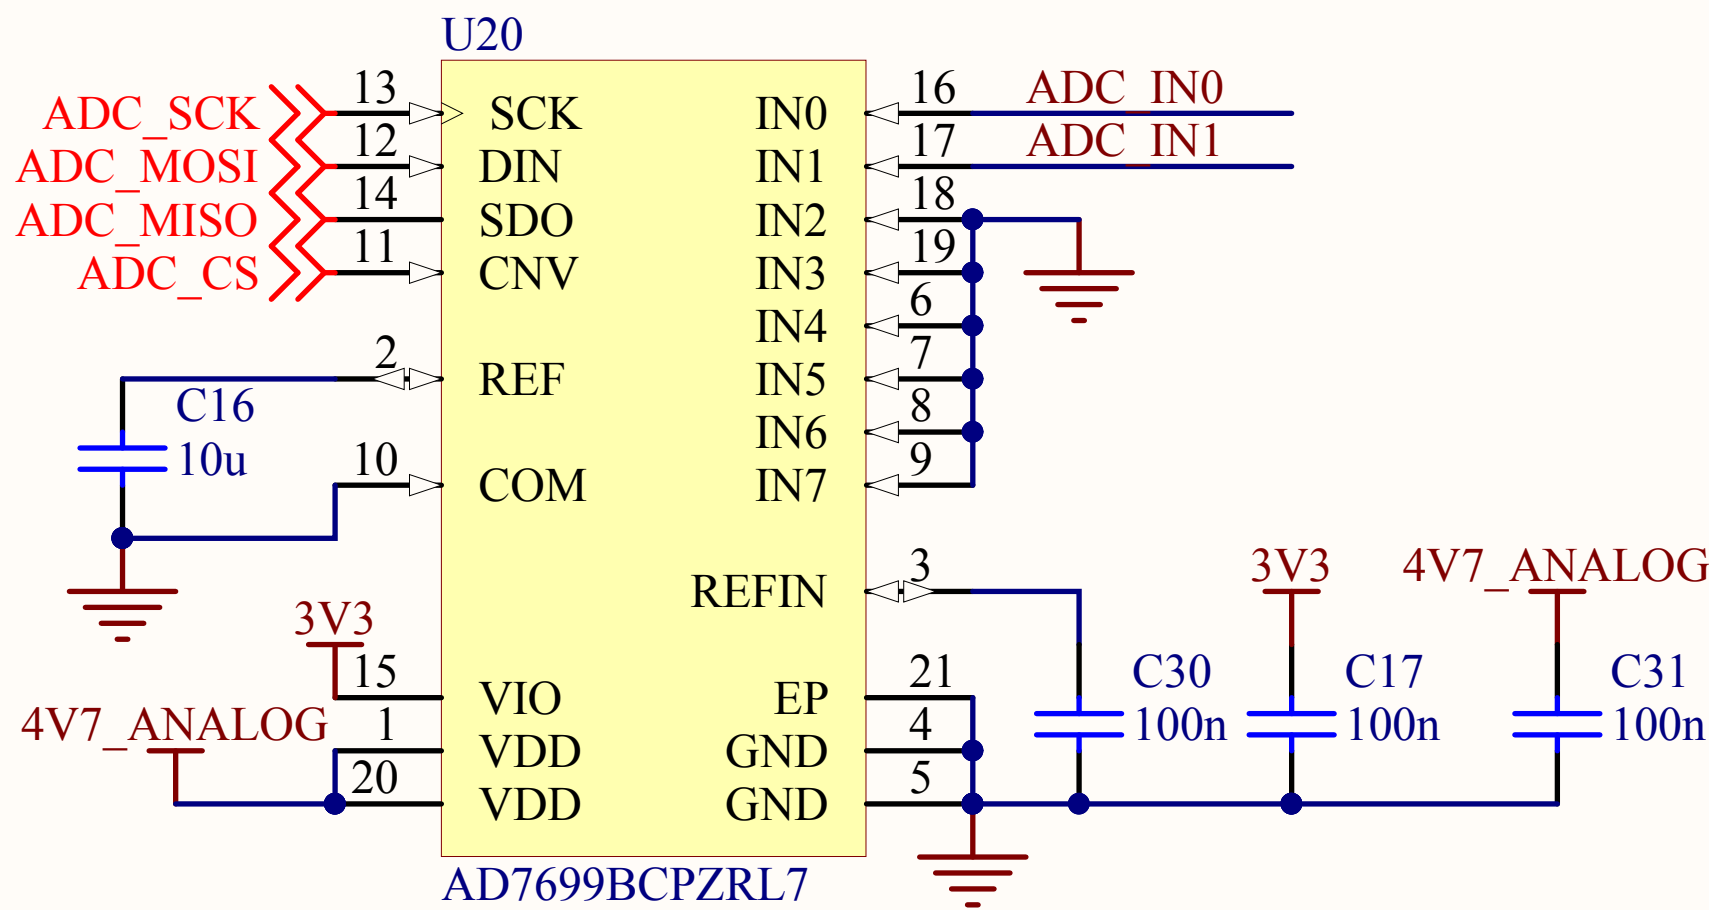 U20
ADC_SCK 13 SCK IN0 16 ADC_IN0
ADC_MOSI 12 DIN IN1 17 ADC_IN1
ADC_MISO 14 SDO IN2 18
ADC_CS 11 CNV IN3 19
IN4 6
2 REF IN5 7
C16
10u
IN6 8
10 COM IN7 9
REFIN 3
3V3
4V7_ANALOG
3V3
15 VIO EP 21
C30
100n
C17
100n
C31
100n
4V7_ANALOG
1 VDD GND 4
20 VDD GND 5
AD7699BCPZRL7